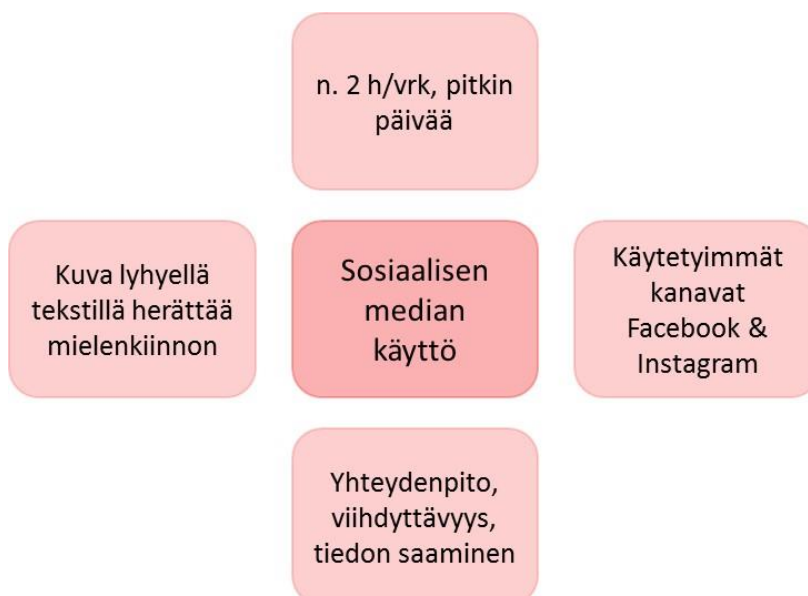 n. 2 h/vrk, pitkin
päivää
Kuva lyhyellä
tekstillä herättää
mielenkiinnon
Sosiaalisen
median
käyttö
Käytetyimmät
kanavat
Facebook &
Instagram
Yhteydenpito,
viihdyttävyys,
tiedon saaminen